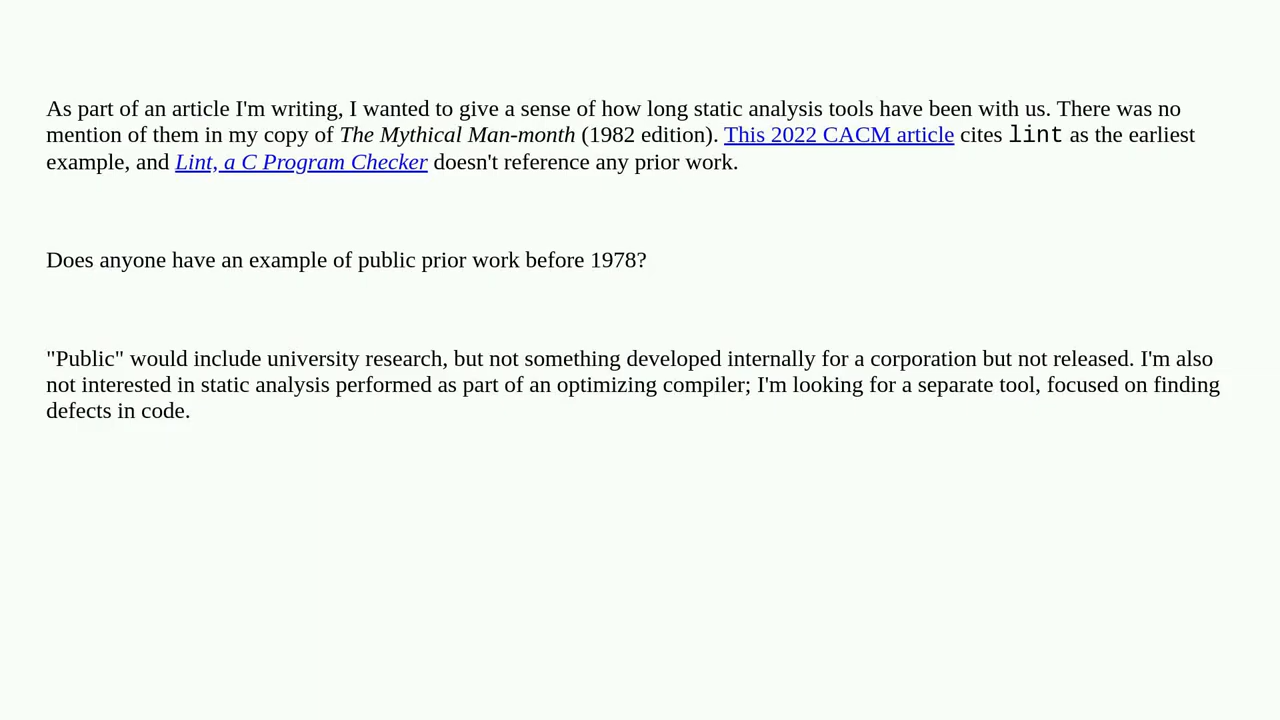 As part of an article I'm writing, I wanted to give a sense of how long static analysis tools have been with us. There was no
mention of them in my copy of The Mythical Man-month (1982 edition). This 2022 CACM article cites lint as the earliest
example, and Lint, a C Program Checker doesn't reference any prior work.
Does anyone have an example of public prior work before 1978?
"Public" would include university research, but not something developed internally for a corporation but not released. I'm also
not interested in static analysis performed as part of an optimizing compiler; I'm looking for a separate tool, focused on finding
defects in code.